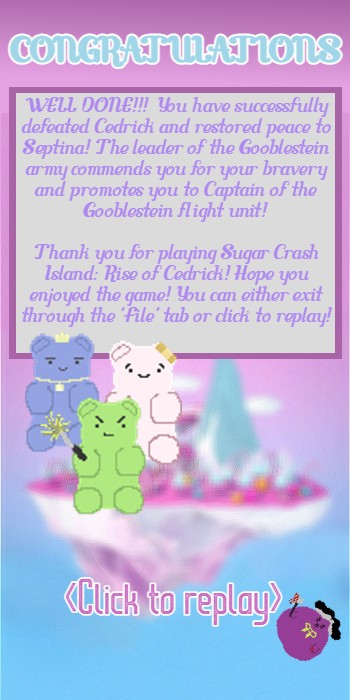 CONGRATULATIONS
WELL DONE!!! You have successfully
defeated Cedrick and restored peace to
Septina! The leader of the Gooblestein
army commends you for your bravery
and promotes you to Captain of the
Gooblestein flight unit!
Thank you for playing Sugar Crash
Island: Rise of Cedrick! Hope you
enjoyed the game! You can either exit
through the 'File' tab or click to replay!
<Click to replay>